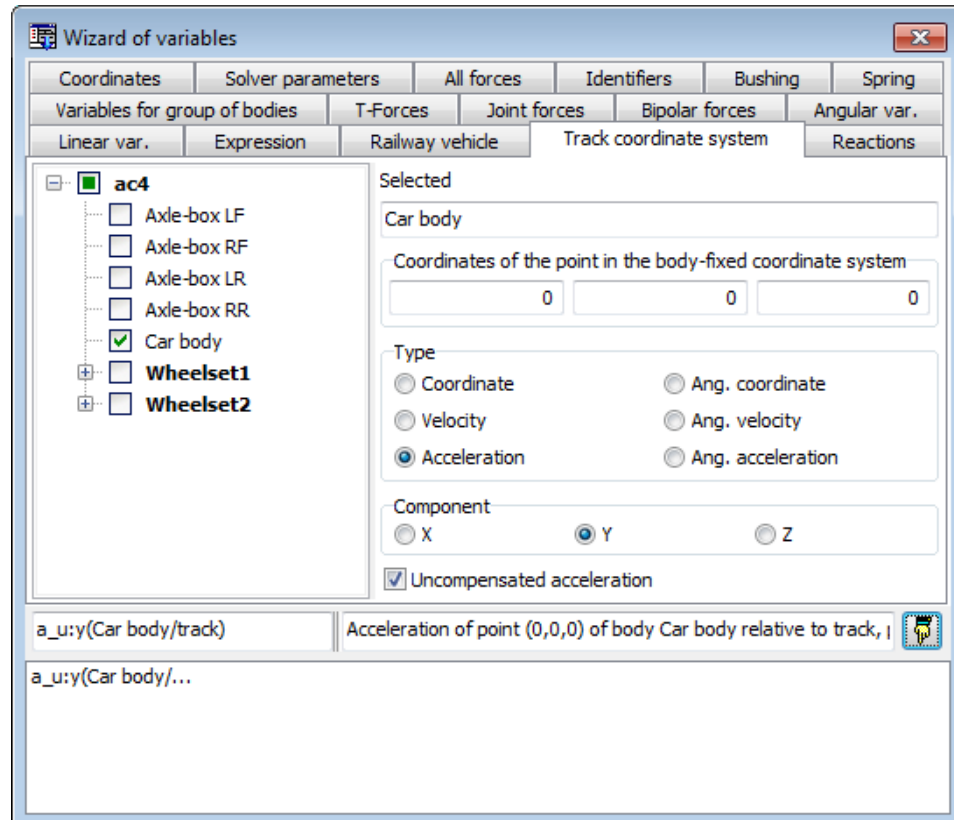 Wizard of variables
Coordinates Solver parameters All forces Identifiers Bushing Spring
Variables for group of bodies T-Forces Joint forces Bipolar forces Angular var.
Linear var. Expression Railway vehicle Track coordinate system Reactions
ac4
Axle-box LF
Axle-box RF
Axle-box LR
Axle-box RR
Car body
Wheelset1
Wheelset2
Selected
Car body
Coordinates of the point in the body-fixed coordinate system
0 0 0
Type
Coordinate Ang. coordinate
Velocity Ang. velocity
Acceleration Ang. acceleration
Component
X Y Z
Uncompensated acceleration
a_u:y(Car body/track) Acceleration of point (0,0,0) of body Car body relative to track,
a_u:y(Car body/...